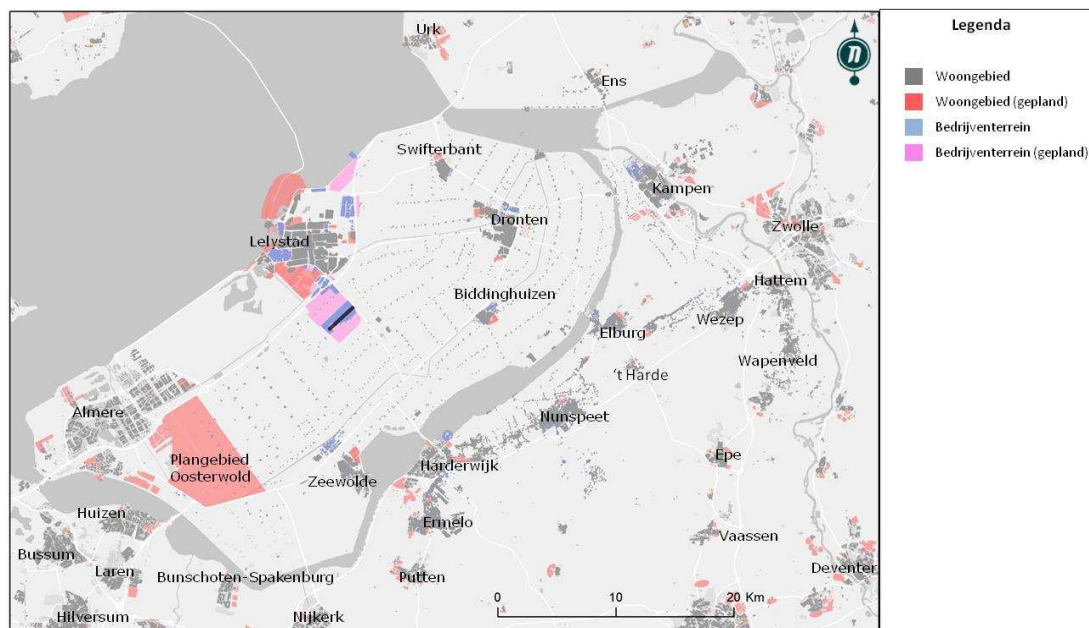 Urk
Legenda
Ens
Woongebied
Woongebied (gepland)
Bedrijventerrein
Bedrijventerrein (gepland)
Swifterbant
Kampen
Dronten
Zwolle
Lelystad
Hattem
Biddinghuizen
Wezep
Elburg
Wapenveld
't Harde
Almere
Nunspeet
Plangebied
Oosterwold
Epe
Harderwijk
Zeewolde
Huizen
Ermelo
Vaassen
Bussum
Laren
Bunschoten-Spakenburg
Putten
Deventer
0 10 20 Km
Hilversum
Nijkerk